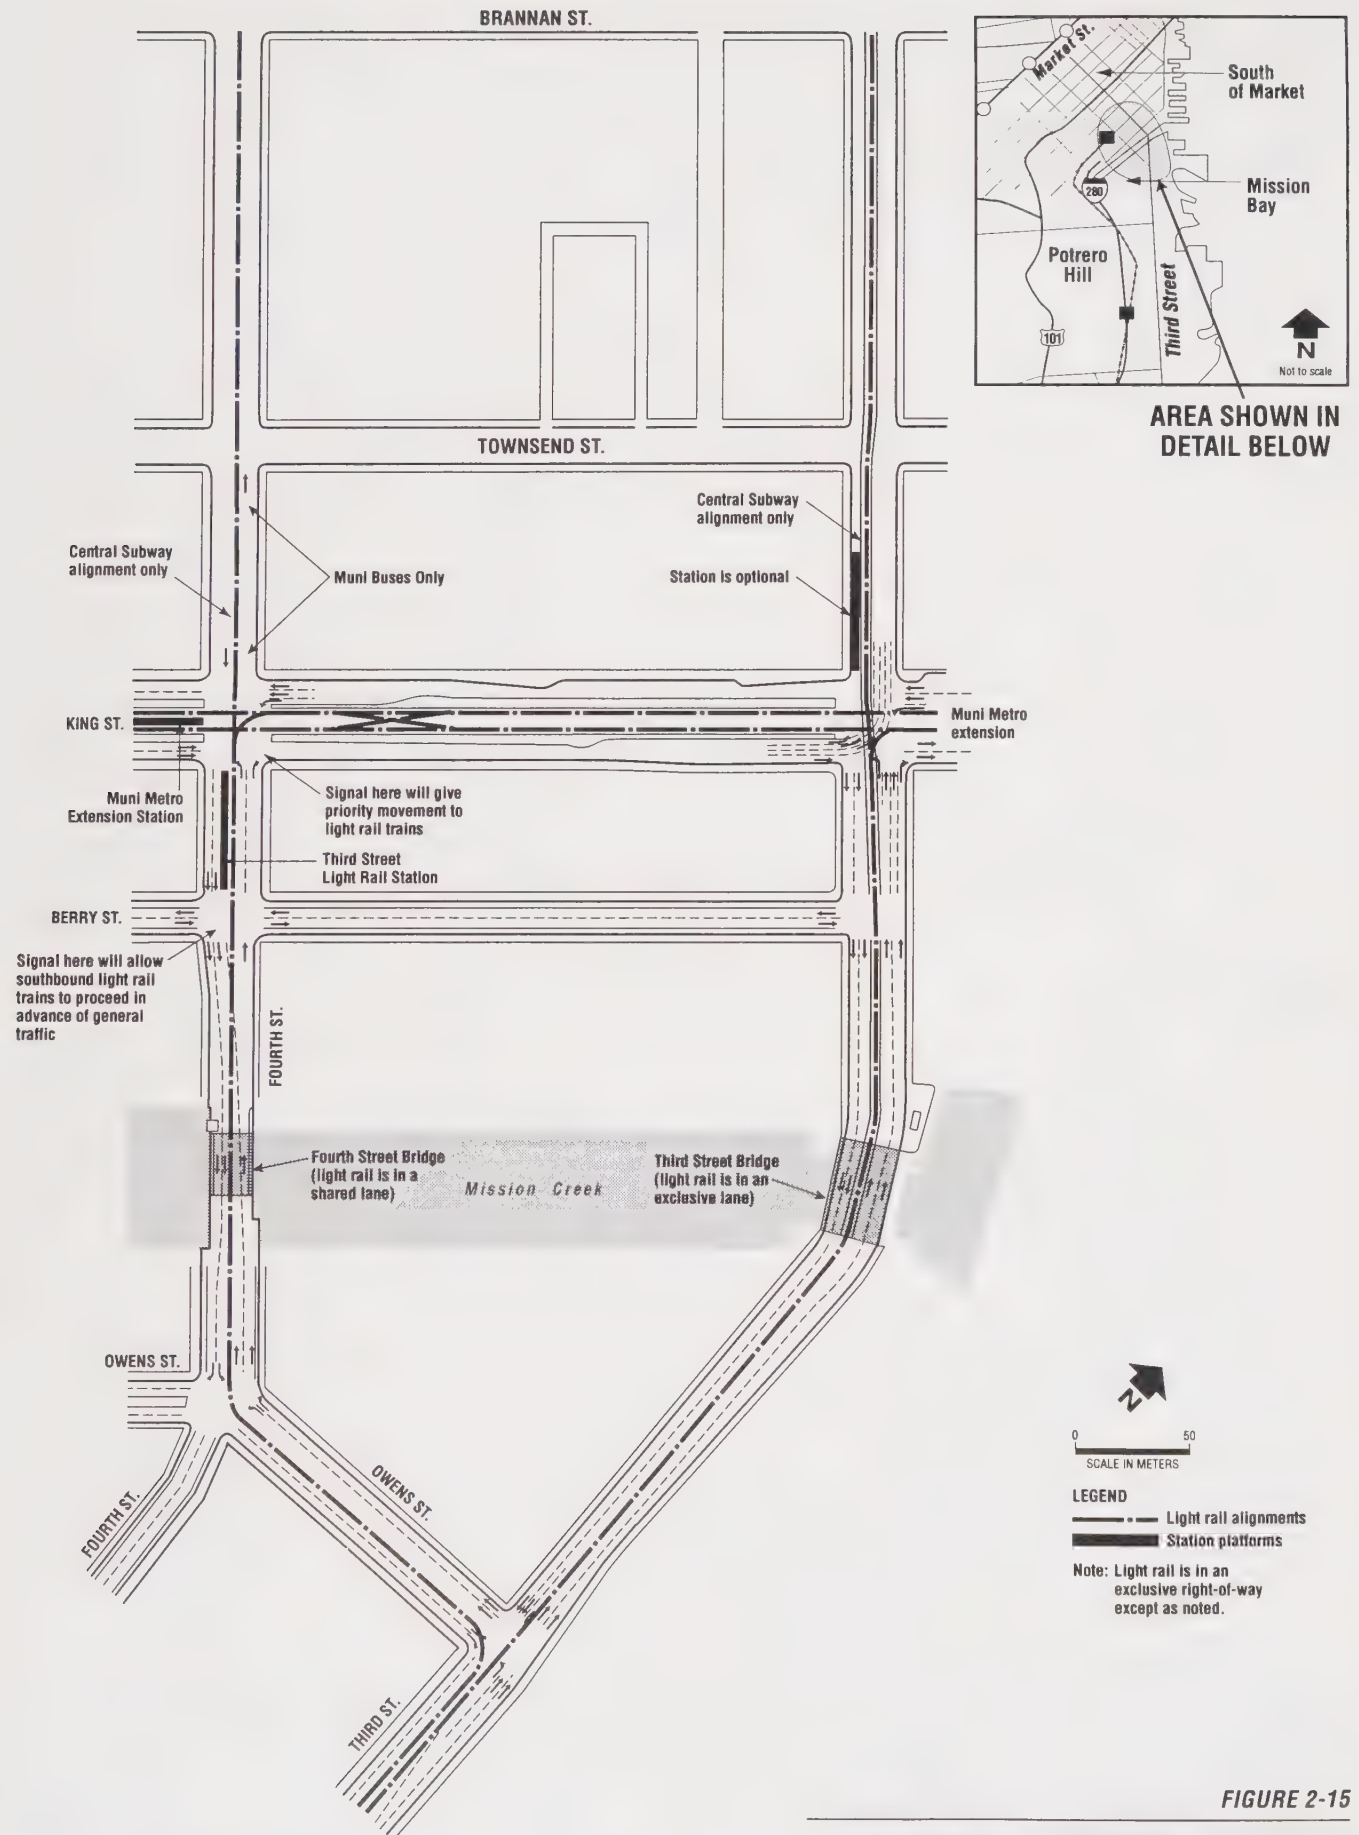 BRANNAN ST.
Market St.
South
of Market
280
Mission
Bay
Potrero
Hill
Third Street
101
N
Not to scale
AREA SHOWN IN
DETAIL BELOW
TOWNSEND ST.
Central Subway
alignment only
Central Subway
alignment only
Muni Buses Only
Station is optional
KING ST.
Muni Metro
extension
Muni Metro
Extension Station
Signal here will give
priority movement to
light rail trains
Third Street
Light Rail Station
BERRY ST.
Signal here will allow
southbound light rail
trains to proceed in
advance of general
traffic
FOURTH ST.
Fourth Street Bridge
(light rail is in a
shared lane)
Mission Creek
Third Street Bridge
(light rail is in an
exclusive lane)
OWENS ST.
N
0 50
SCALE IN METERS
OWENS ST.
FOURTH ST.
LEGEND
Light rail alignments
Station platforms
Note: Light rail is in an
exclusive right-of-way
except as noted.
THIRD ST.
FIGURE 2-15